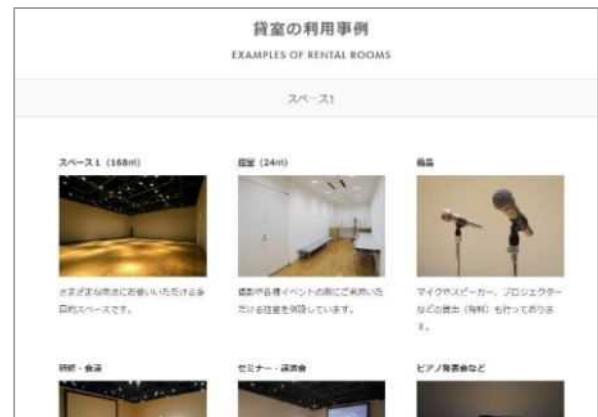 貸室の利用事例
EXAMPLES OF RENTAL ROOMS
スペース1
スペース1（168㎡）
控室（24㎡）
備品
さまざまな用途にお使いいただける多
目的スペースです。
撮影や各種イベントの際にご利用いた
だける控室を併設しています。
マイクやスピーカー、プロジェクター
などの貸出（有料）も行っておりま
す。
研修・会議
セミナー・講演会
ピアノ発表会など